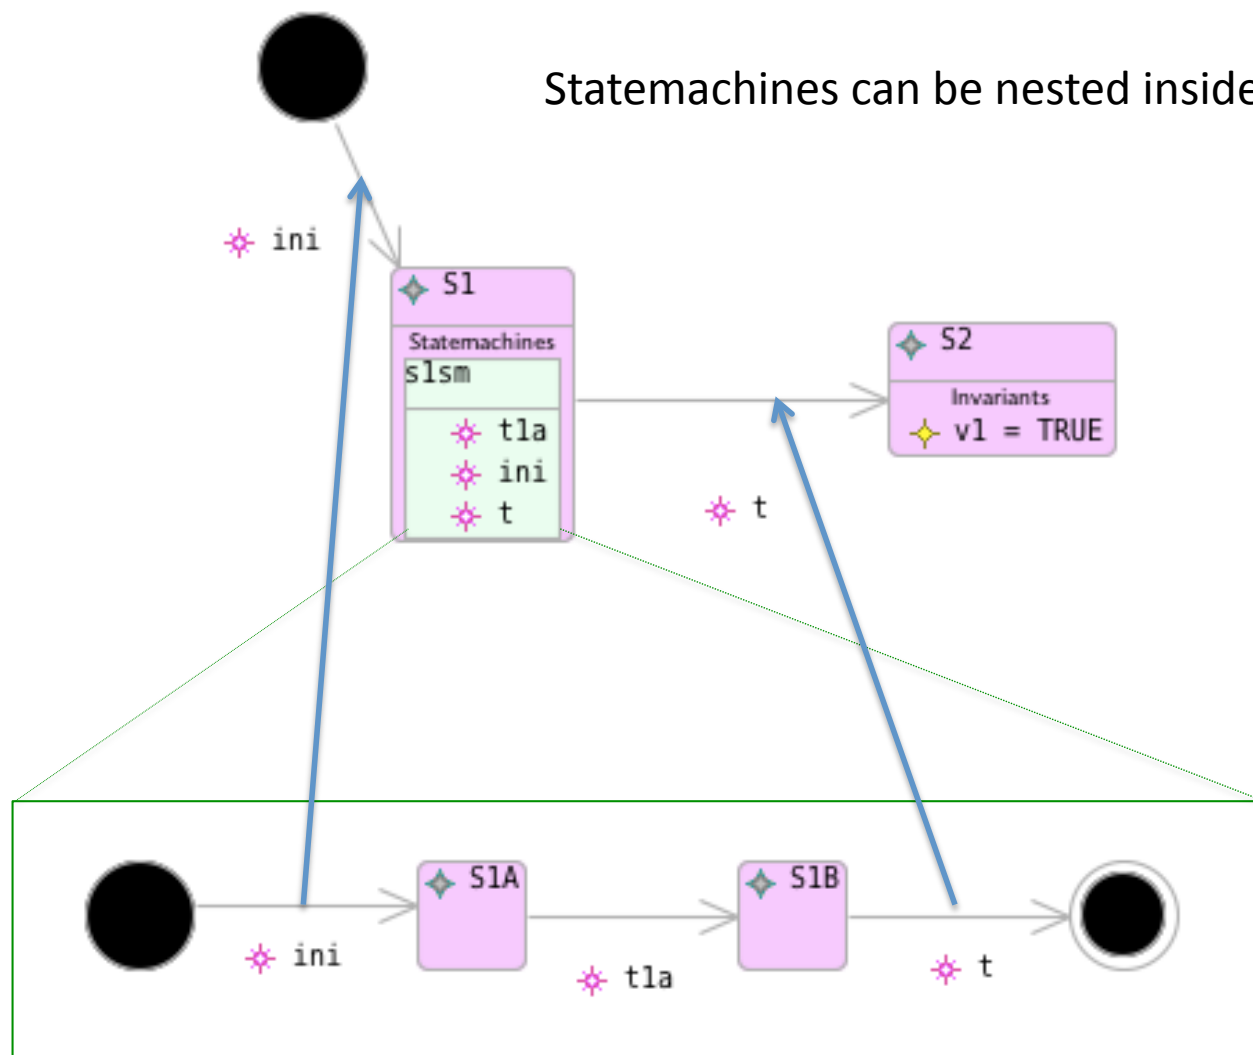 Statemachines can be nested inside
ini
S1
Statemachines
s1sm
t1a
ini
t
S2
Invariants
v1 = TRUE
t
S1A
S1B
ini
t1a
t